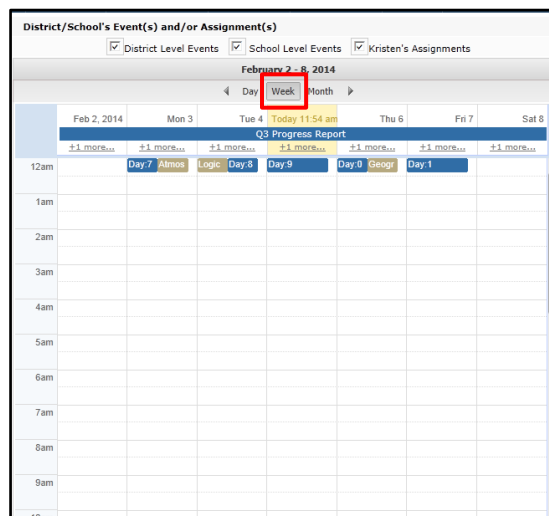 District/School's Event(s) and/or Assignment(s)
District Level Events School Level Events Kristen's Assignments
February 2 - 8, 2014
Day Week Month
Feb 2, 2014 Mon 3 Tue 4 Today 11:54 am Thu 6 Fri 7 Sat 8
Q3 Progress Report
+1 more... +1 more... +1 more... +1 more... +1 more... +1 more... +1 more...
12am Day:7 Atmos Logic Day:8 Day:9 Day:0 Geogr Day:1
1am
2am
3am
4am
5am
6am
7am
8am
9am